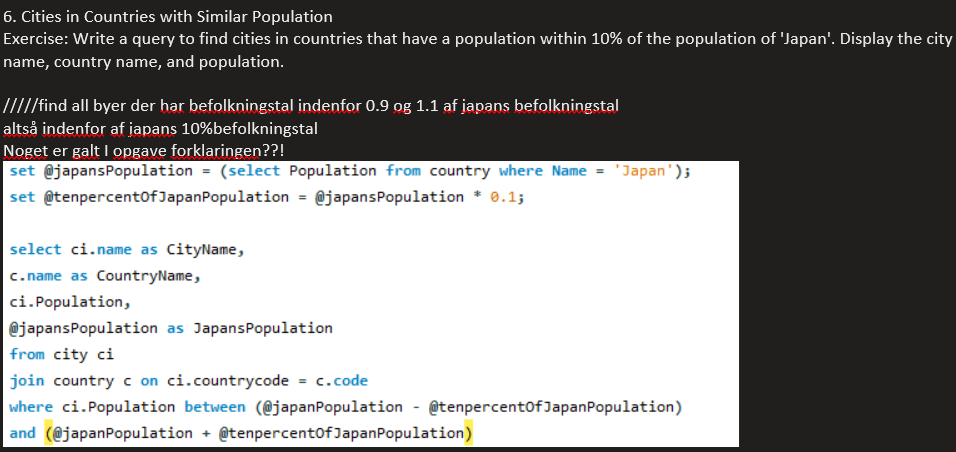 6. Cities in Countries with Similar Population
Exercise: Write a query to find cities in countries that have a population within 10% of the population of 'Japan'. Display the city
name, country name, and population.
/////find all byer der har befolkningstal indenfor 0.9 og 1.1 af japans befolkningstal
altså indenfor af japans 10%befolkningstal
Noget er galt I opgave forklaringen??!
set @japansPopulation = (select Population from country where Name = 'Japan');
set @tenpercentOfJapanPopulation = @japansPopulation * 0.1;
select ci.name as CityName,
c.name as CountryName,
ci.Population,
@japansPopulation as JapansPopulation
from city ci
join country c on ci.countrycode = c.code
where ci.Population between (@japanPopulation - @tenpercentOfJapanPopulation)
and (@japanPopulation + @tenpercentOfJapanPopulation)